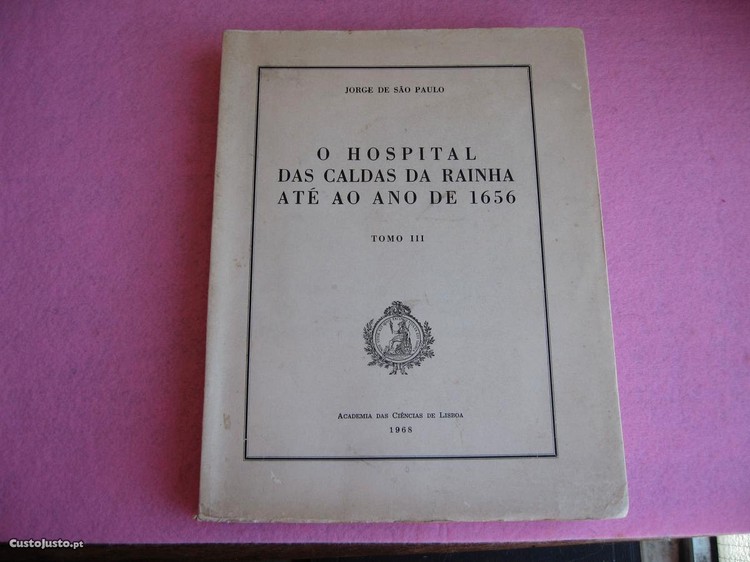 JORGE DE SÃO PAULO
O HOSPITAL
DAS CALDAS DA RAINHA
ATÉ AO ANO DE 1656
TOMO III
ACADEMIA DAS CIÊNCIAS DE LISBOA
1968
CustoJusto.pt